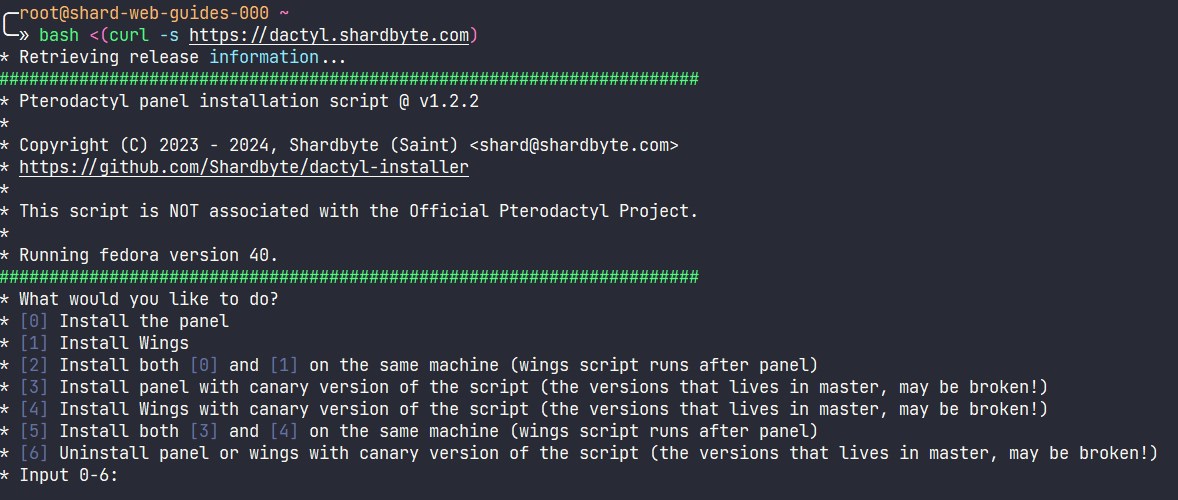 root@shard-web-guides-000 ~
» bash <(curl -s https://dactyl.shardbyte.com)
* Retrieving release information...
######################################################################
* Pterodactyl panel installation script @ v1.2.2
*
* Copyright (C) 2023 - 2024, Shardbyte (Saint) <shard@shardbyte.com>
* https://github.com/Shardbyte/dactyl-installer
*
* This script is NOT associated with the Official Pterodactyl Project.
*
* Running fedora version 40.
######################################################################
* What would you like to do?
* [0] Install the panel
* [1] Install Wings
* [2] Install both [0] and [1] on the same machine (wings script runs after panel)
* [3] Install panel with canary version of the script (the versions that lives in master, may be broken!)
* [4] Install Wings with canary version of the script (the versions that lives in master, may be broken!)
* [5] Install both [3] and [4] on the same machine (wings script runs after panel)
* [6] Uninstall panel or wings with canary version of the script (the versions that lives in master, may be broken!)
* Input 0-6: